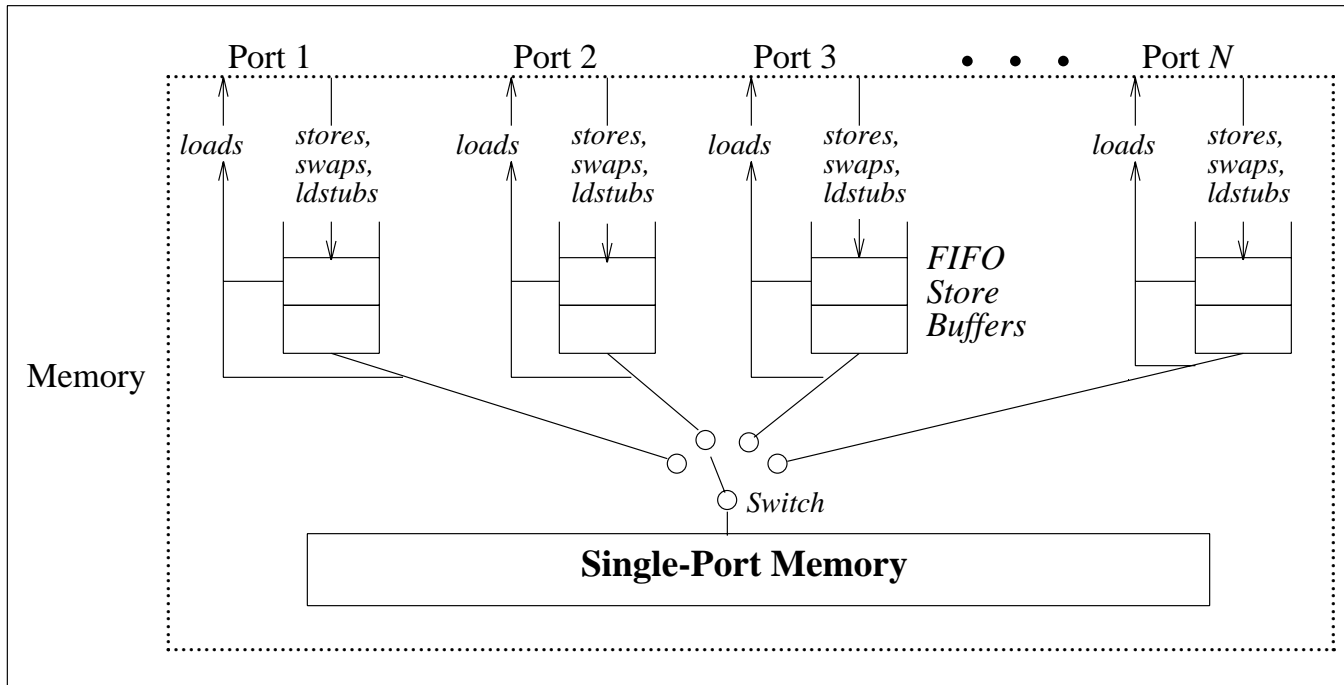 Port 1
Port 2
Port 3
• • •
Port N
loads
stores,
swaps,
ldstubs
loads
stores,
swaps,
ldstubs
loads
stores,
swaps,
ldstubs
loads
stores,
swaps,
ldstubs
FIFO
Store
Buffers
Memory
Switch
Single-Port Memory